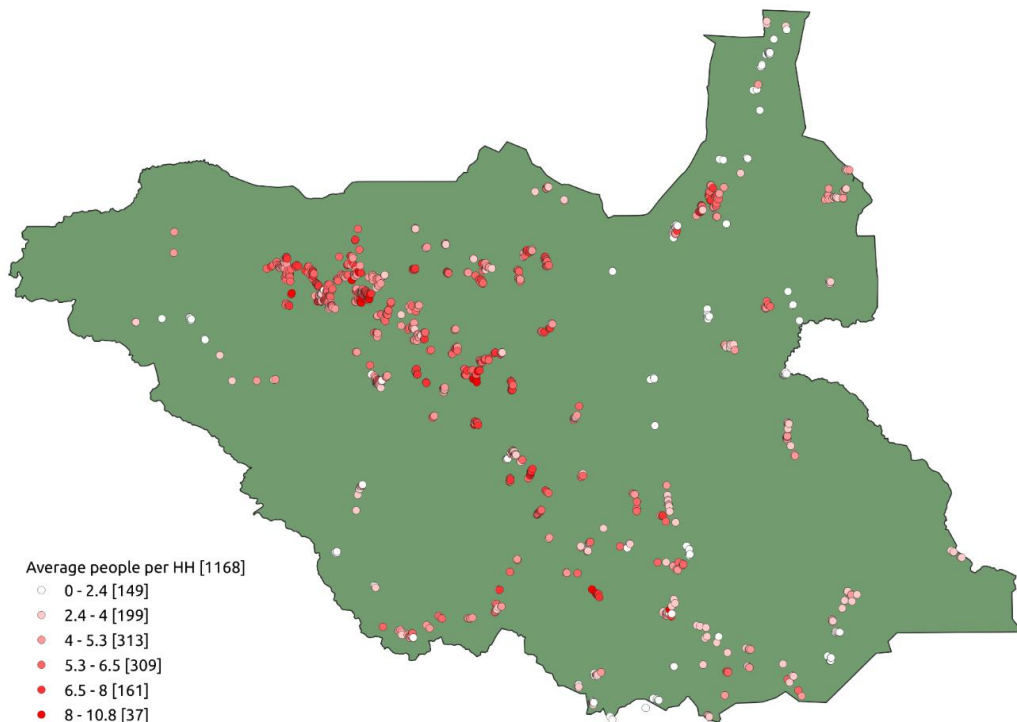 Average people per HH [1168]
0 - 2.4 [149]
2.4 - 4 [199]
4 - 5.3 [313]
5.3 - 6.5 [309]
6.5 - 8 [161]
8 - 10.8 [37]